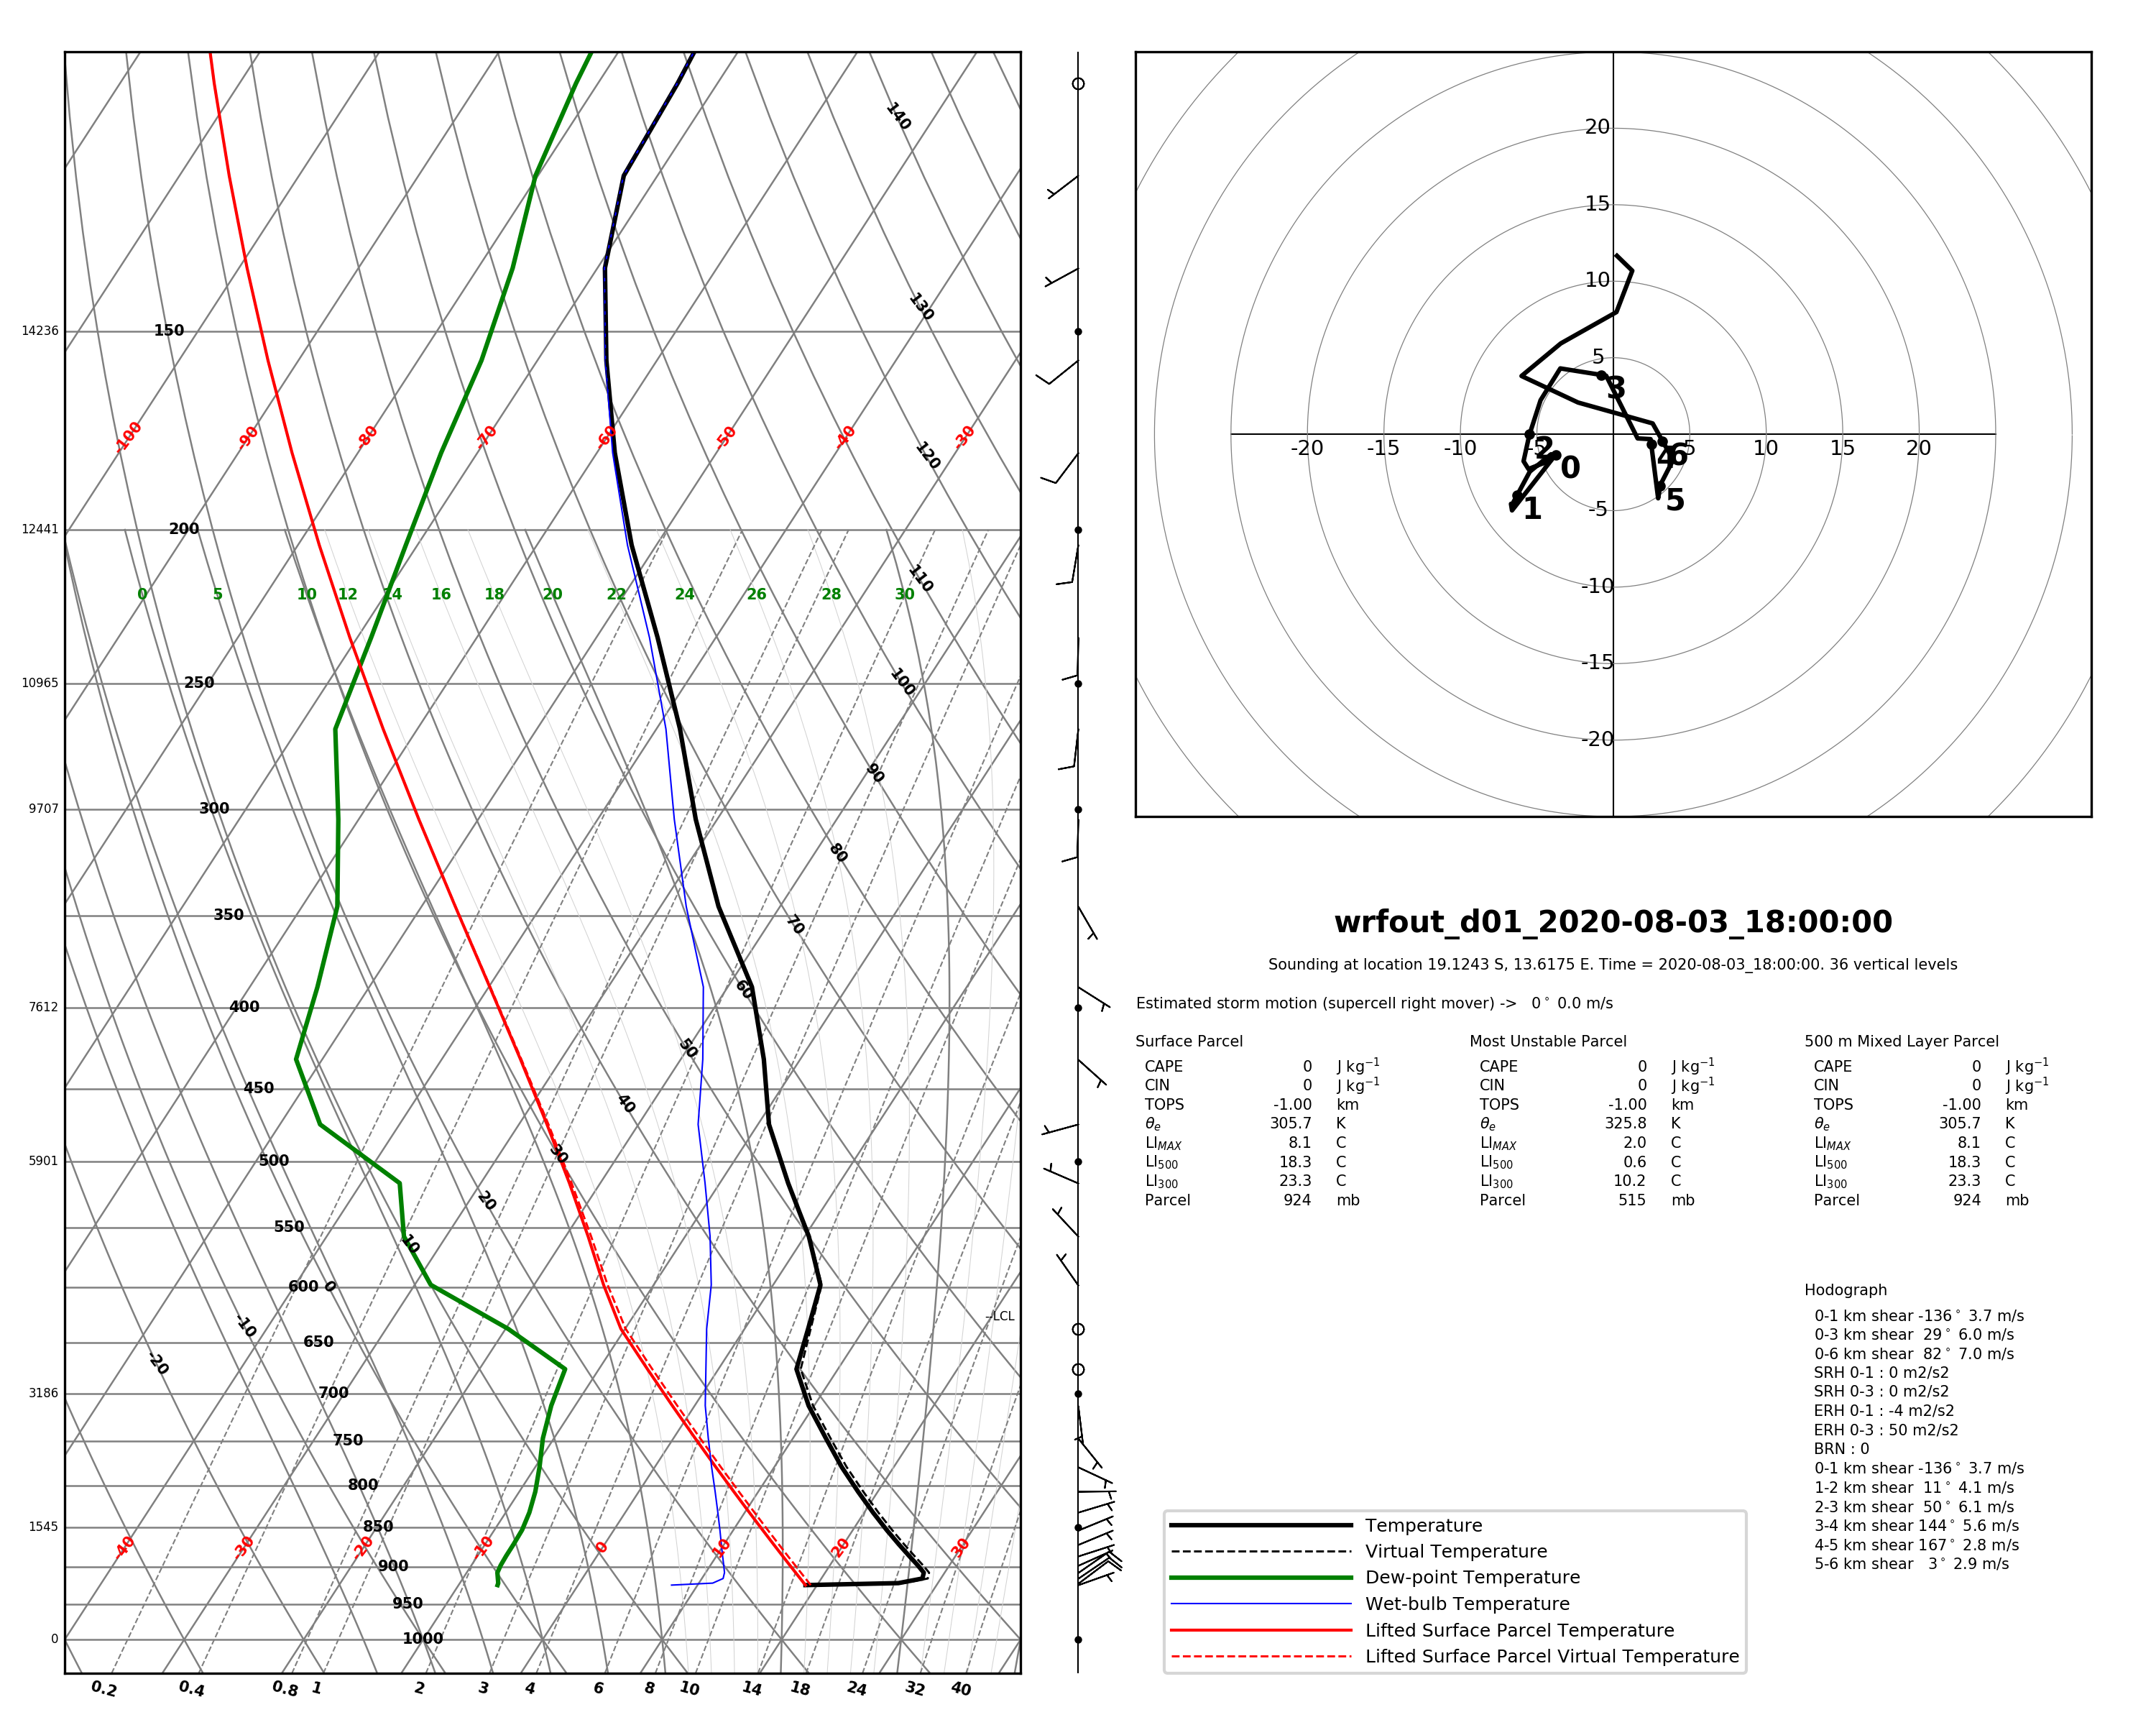 140
130
14236 150
-100 -90 -80 -70 -60 -50 -40 -30
120
12441 200
110
0 5 10 12 14 16 18 20 22 24 26 28 30
10965 250
100
90
9707 300
80
350
70
60
7612 400
50
450
40
30
5901 500
20
550
10
600 0
-10
--LCL
650
-20
3186 700
750
800
1545 850
-40 -30 -20 -10 0 10 20 30
900
950
0 1000
0.2 0.4 0.8 1 2 3 4 6 8 10 14 18 24 32 40
20
15
10
5
3
-20 -15 -10 -5 5 10 15 20
2 0 4 6
1 5
-5
-10
-15
-20
wrfout_d01_2020-08-03_18:00:00
Sounding at location 19.1243 S, 13.6175 E. Time = 2020-08-03_18:00:00. 36 vertical levels
Estimated storm motion (supercell right mover) -> 0° 0.0 m/s
Surface Parcel
CAPE 0 J kg⁻¹
CIN 0 J kg⁻¹
TOPS -1.00 km
θₑ 305.7 K
LI_MAX 8.1 C
LI₅₀₀ 18.3 C
LI₃₀₀ 23.3 C
Parcel 924 mb
Most Unstable Parcel
CAPE 0 J kg⁻¹
CIN 0 J kg⁻¹
TOPS -1.00 km
θₑ 325.8 K
LI_MAX 2.0 C
LI₅₀₀ 0.6 C
LI₃₀₀ 10.2 C
Parcel 515 mb
500 m Mixed Layer Parcel
CAPE 0 J kg⁻¹
CIN 0 J kg⁻¹
TOPS -1.00 km
θₑ 305.7 K
LI_MAX 8.1 C
LI₅₀₀ 18.3 C
LI₃₀₀ 23.3 C
Parcel 924 mb
Hodograph
0-1 km shear -136° 3.7 m/s
0-3 km shear 29° 6.0 m/s
0-6 km shear 82° 7.0 m/s
SRH 0-1 : 0 m2/s2
SRH 0-3 : 0 m2/s2
ERH 0-1 : -4 m2/s2
ERH 0-3 : 50 m2/s2
BRN : 0
0-1 km shear -136° 3.7 m/s
1-2 km shear 11° 4.1 m/s
2-3 km shear 50° 6.1 m/s
3-4 km shear 144° 5.6 m/s
4-5 km shear 167° 2.8 m/s
5-6 km shear 3° 2.9 m/s
Temperature
Virtual Temperature
Dew-point Temperature
Wet-bulb Temperature
Lifted Surface Parcel Temperature
Lifted Surface Parcel Virtual Temperature